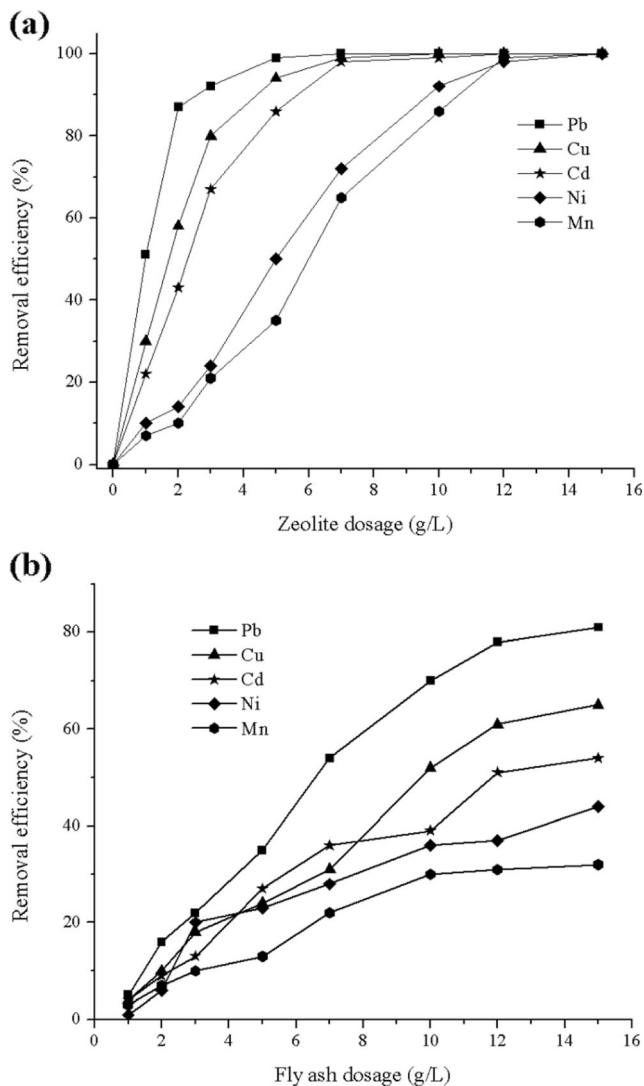 (a)
100
80
60
40
20
0
Removal efficiency (%)
Pb
Cu
Cd
Ni
Mn
0 2 4 6 8 10 12 14 16
Zeolite dosage (g/L)
(b)
80
60
40
20
0
Removal efficiency (%)
Pb
Cu
Cd
Ni
Mn
0 2 4 6 8 10 12 14 16
Fly ash dosage (g/L)